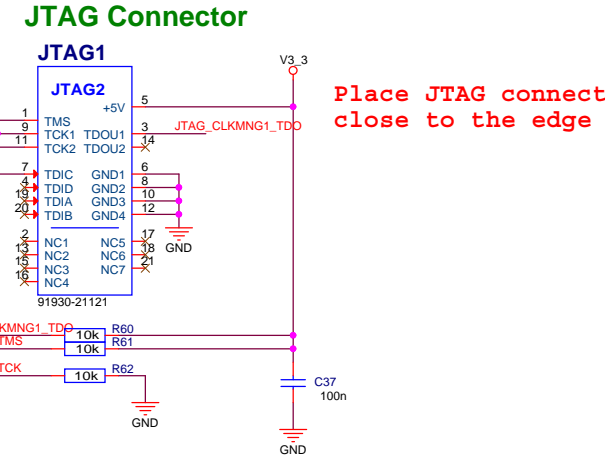 JTAG Connector
JTAG1
V3_3
JTAG2
Place JTAG connect
close to the edge
+5V 5
1 TMS
9 TCK1 TDOU1 3 JTAG_CLKMNG1_TDO
11 TCK2 TDOU2 14
7 TDIC GND1 6
4 TDID GND2 8
19 TDIA GND3 10
20 TDIB GND4 12
2 NC1 NC5 17
13 NC2 NC6 18
15 NC3 NC7 21
16 NC4
GND
91930-21121
KMNG1_TDO 10k R60
TMS 10k R61
TCK 10k R62
C37
100n
GND
GND